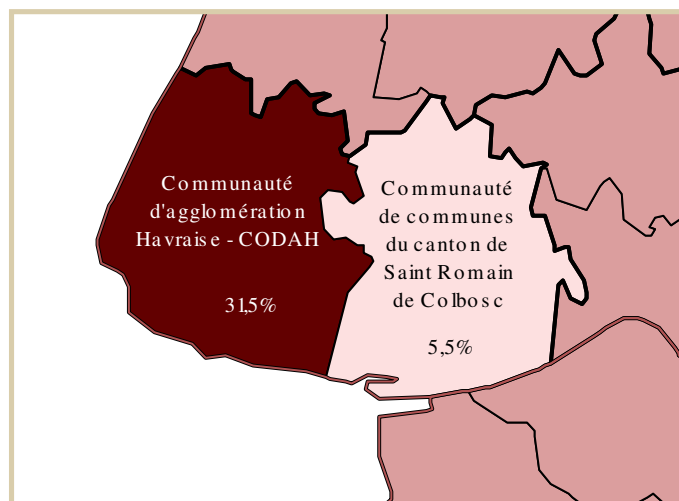 Communauté
d'agglomération
Havraise - CODAH
31,5%
Communauté
de communes
du canton de
Saint Romain
de Colbosc
5,5%